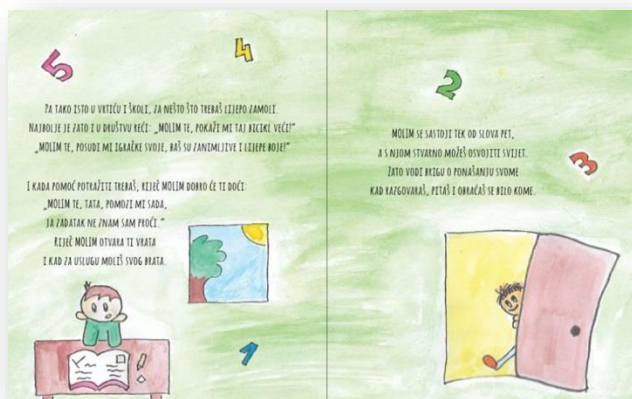 5
4
PA TAKO ISTO U VRTIĆU I ŠKOLI, ZA NEŠTO ŠTO TREBAŠ LIJEPO ZAMOLI.
NAJBOLJE JE ZATO I U DRUŠTVU REĆI: „MOLIM TE, POKAŽI MI TAJ BICIKL VEĆI!“
„MOLIM TE, POSUDI MI IGRAČKE SVOJE, BAŠ SU ZANIMLJIVE I LIJEPE BOJE!“
I KADA POMOĆ POTRAŽITI TREBAŠ, RIJEČ MOLIM DOBRO ĆE TI DOĆI:
„MOLIM TE, TATA, POMOZI MI SADA,
JA ZADATAK NE ZNAM SAM PROĆI.“
RIJEČ MOLIM OTVARA TI VRATA
I KAD ZA USLUGU MOLIŠ SVOG BRATA.
1
2
MOLIM SE SASTOJI TEK OD SLOVA PET,
A S NJOM STVARNO MOŽEŠ OSVOJITI SVIJET.
ZATO VODI BRIGU O PONAŠANJU SVOME
KAD RAZGOVARAŠ, PITAŠ I OBRAĆAŠ SE BILO KOME.
3